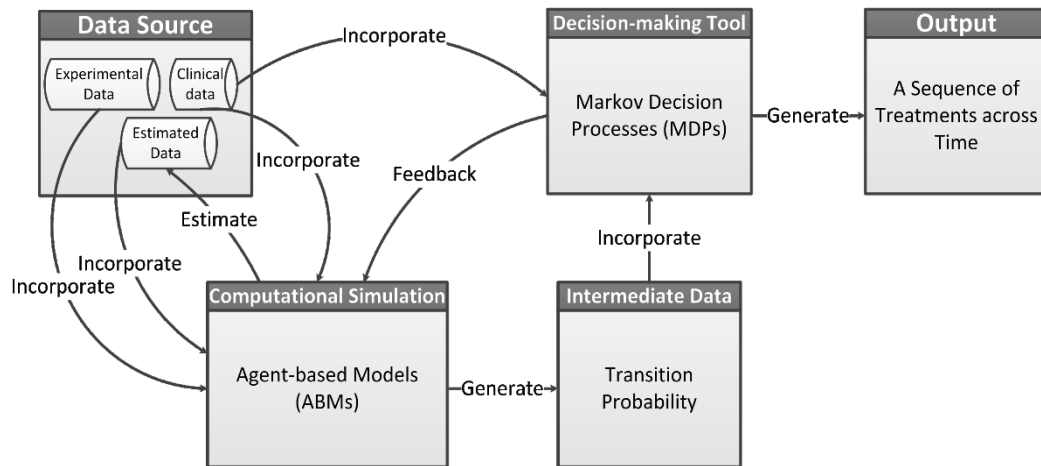 Data Source
Experimental
Data
Clinical
data
Estimated
Data
Incorporate
Decision-making Tool
Markov Decision
Processes (MDPs)
Generate
Output
A Sequence of
Treatments across
Time
Incorporate
Feedback
Estimate
Incorporate
Incorporate
Incorporate
Computational Simulation
Agent-based Models
(ABMs)
Generate
Intermediate Data
Transition
Probability